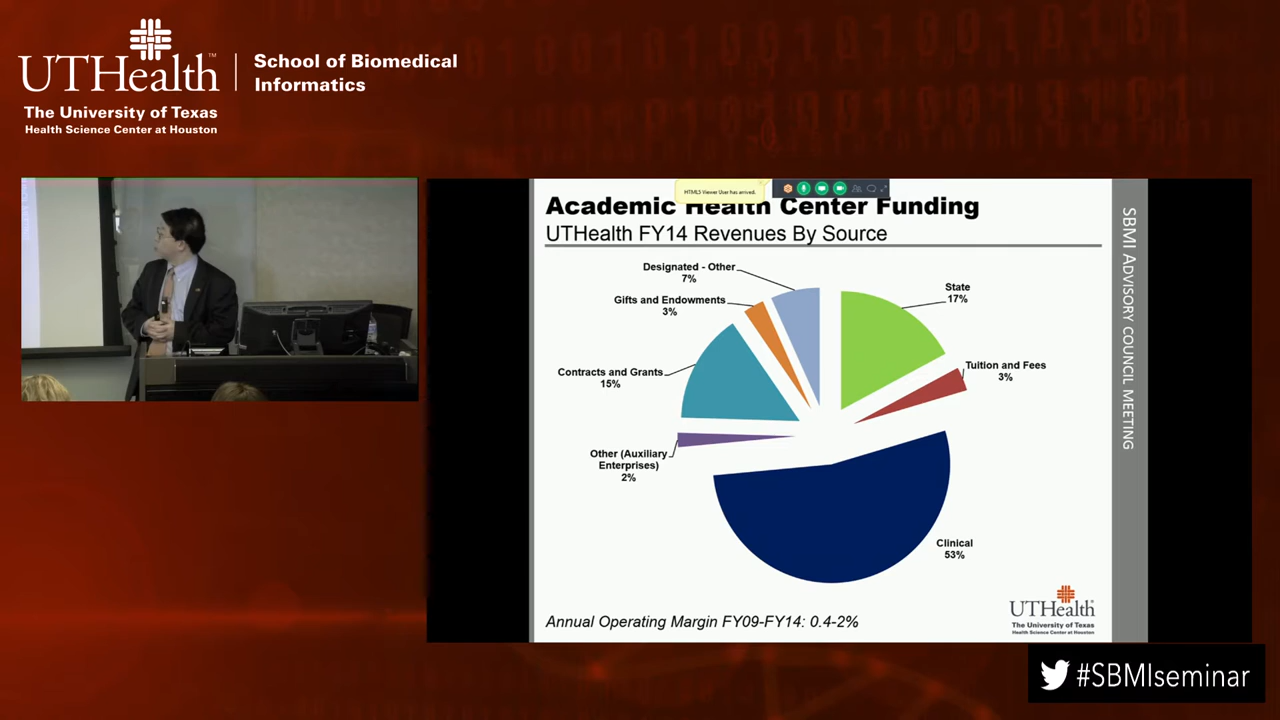 UTHealth™
The University of Texas
Health Science Center at Houston
School of Biomedical
Informatics
HTML5 Viewer User has arrived.
Academic Health Center Funding
UTHealth FY14 Revenues By Source
Designated - Other
7%
Gifts and Endowments
3%
Contracts and Grants
15%
Other (Auxiliary
Enterprises)
2%
State
17%
Tuition and Fees
3%
Clinical
53%
Annual Operating Margin FY09-FY14: 0.4-2%
UTHealth
The University of Texas
Health Science Center at Houston
SBMI ADVISORY COUNCIL MEETING
#SBMIseminar